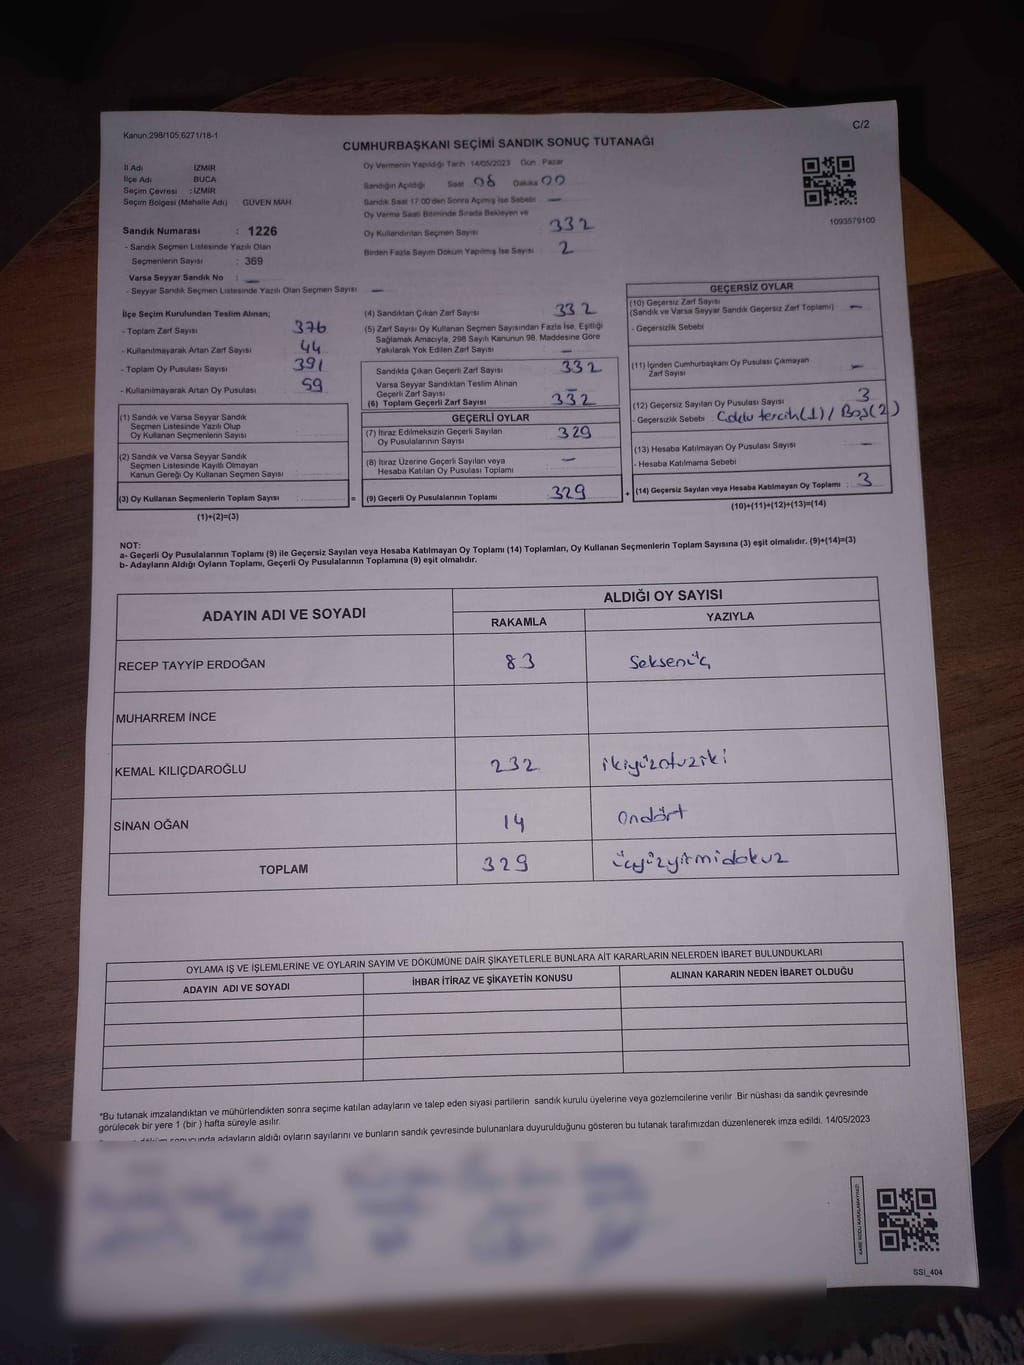 Kanun:298/105;6271/18-1
C/2
CUMHURBAŞKANI SEÇİMİ SANDIK SONUÇ TUTANAĞI
İl Adı İZMİR
İlçe Adı BUCA
Seçim Çevresi : İZMİR
Seçim Bölgesi (Mahalle Adı) GÜVEN MAH.
Sandık Numarası : 1226
- Sandık Seçmen Listesinde Yazılı Olan
Seçmenlerin Sayısı : 369
Varsa Seyyar Sandık No : —
- Seyyar Sandık Seçmen Listesinde Yazılı Olan Seçmen Sayısı —
Oy Vermenin Yapıldığı Tarih : 14/05/2023 Gün : Pazar
Sandığın Açıldığı Saat 08 Dakika 00
Sandık Saat 17.00'den Sonra Açılmış İse Sebebi —
Oy Verme Saati Bitiminde Sırada Bekleyen ve
Oy Kullandırılan Seçmen Sayısı 332
Birden Fazla Sayım Döküm Yapılmış İse Sayısı 2
1093579100
İlçe Seçim Kurulundan Teslim Alınan;
- Toplam Zarf Sayısı 376
- Kullanılmayarak Artan Zarf Sayısı 44
- Toplam Oy Pusulası Sayısı 391
- Kullanılmayarak Artan Oy Pusulası 59
(1) Sandık ve Varsa Seyyar Sandık
Seçmen Listesinde Yazılı Olup
Oy Kullanan Seçmenlerin Sayısı
(2) Sandık ve Varsa Seyyar Sandık
Seçmen Listesinde Kayıtlı Olmayan
Kanun Gereği Oy Kullanan Seçmen Sayısı
(3) Oy Kullanan Seçmenlerin Toplam Sayısı =
(1)+(2)=(3)
(4) Sandıktan Çıkan Zarf Sayısı 332
(5) Zarf Sayısı Oy Kullanan Seçmen Sayısından Fazla İse, Eşitliği
Sağlamak Amacıyla, 298 Sayılı Kanunun 98. Maddesine Göre
Yakılarak Yok Edilen Zarf Sayısı —
Sandıkta Çıkan Geçerli Zarf Sayısı 332
Varsa Seyyar Sandıktan Teslim Alınan
Geçerli Zarf Sayısı —
(6) Toplam Geçerli Zarf Sayısı 332
GEÇERLİ OYLAR
(7) İtiraz Edilmeksizin Geçerli Sayılan
Oy Pusulalarının Sayısı 329
(8) İtiraz Üzerine Geçerli Sayılan veya
Hesaba Katılan Oy Pusulası Toplamı —
(9) Geçerli Oy Pusulalarının Toplamı 329 +
GEÇERSİZ OYLAR
(10) Geçersiz Zarf Sayısı
(Sandık ve Varsa Seyyar Sandık Geçersiz Zarf Toplamı) —
- Geçersizlik Sebebi
(11) İçinden Cumhurbaşkanı Oy Pusulası Çıkmayan
Zarf Sayısı —
(12) Geçersiz Sayılan Oy Pusulası Sayısı 3
- Geçersizlik Sebebi : Çoklu tercih(1) / Boş(2)
(13) Hesaba Katılmayan Oy Pusulası Sayısı —
- Hesaba Katılmama Sebebi
(14) Geçersiz Sayılan veya Hesaba Katılmayan Oy Toplamı : 3
(10)+(11)+(12)+(13)=(14)
NOT:
a- Geçerli Oy Pusulalarının Toplamı (9) ile Geçersiz Sayılan veya Hesaba Katılmayan Oy Toplamı (14) Toplamları, Oy Kullanan Seçmenlerin Toplam Sayısına (3) eşit olmalıdır. (9)+(14)=(3)
b- Adayların Aldığı Oyların Toplamı, Geçerli Oy Pusulalarının Toplamına (9) eşit olmalıdır.
ADAYIN ADI VE SOYADI ALDIĞI OY SAYISI
RAKAMLA YAZIYLA
RECEP TAYYİP ERDOĞAN 83 Seksenüç
MUHARREM İNCE
KEMAL KILIÇDAROĞLU 232 ikiyüzotuziki
SİNAN OĞAN 14 Ondört
TOPLAM 329 üçyüzyirmidokuz
OYLAMA İŞ VE İŞLEMLERİNE VE OYLARIN SAYIM VE DÖKÜMÜNE DAİR ŞİKAYETLERLE BUNLARA AİT KARARLARIN NELERDEN İBARET BULUNDUKLARI
ADAYIN ADI VE SOYADI İHBAR İTİRAZ VE ŞİKAYETİN KONUSU ALINAN KARARIN NEDEN İBARET OLDUĞU
*Bu tutanak imzalandıktan ve mühürlendikten sonra seçime katılan adayların ve talep eden siyasi partilerin sandık kurulu üyelerine veya gözlemcilerine verilir. Bir nüshası da sandık çevresinde
görülecek bir yere 1 (bir) hafta süreyle asılır.
sonucunda adayların aldığı oyların sayılarını ve bunların sandık çevresinde bulunanlara duyurulduğunu gösteren bu tutanak tarafımızdan düzenlenerek imza edildi. 14/05/2023
KARE KODU KARALAMAYINIZ!
SSİ_404